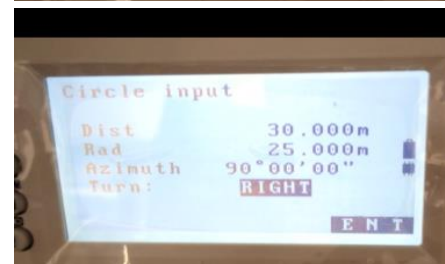 Circle input
Dist 30.000m
Rad 25.000m
Azimuth 90°00'00"
Turn: RIGHT
ENT